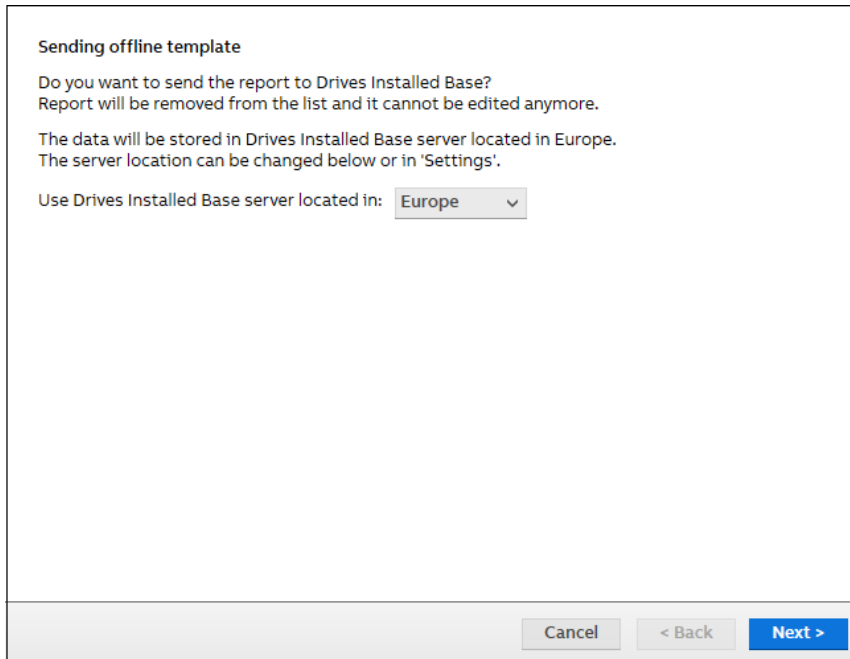 Sending offline template
Do you want to send the report to Drives Installed Base?
Report will be removed from the list and it cannot be edited anymore.
The data will be stored in Drives Installed Base server located in Europe.
The server location can be changed below or in 'Settings'.
Use Drives Installed Base server located in: Europe
Cancel < Back Next >